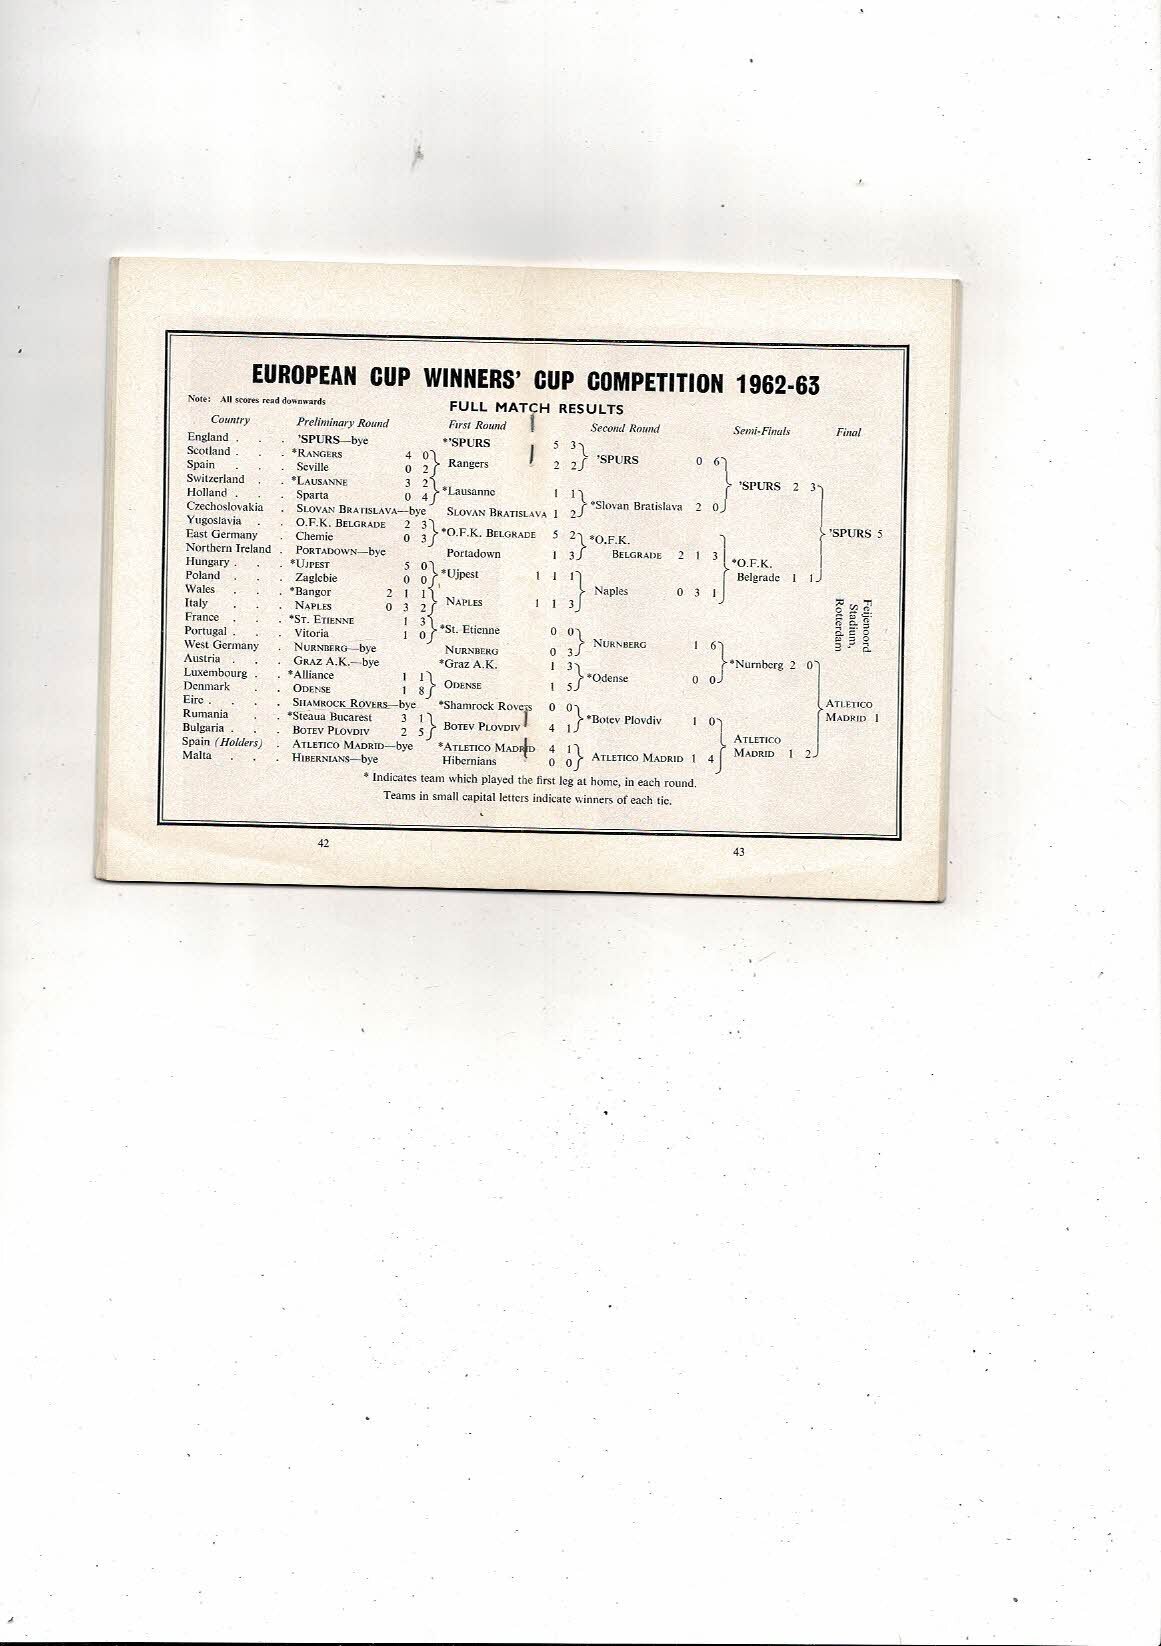 EUROPEAN CUP WINNERS' CUP COMPETITION 1962-63
Note: All scores read downwards
FULL MATCH RESULTS
Country Preliminary Round First Round Second Round Semi-Finals Final
England . . . 'SPURS—bye *'SPURS 5 3
Scotland . . . *RANGERS 4 0 'SPURS 0 6
Spain . . . Seville 0 2 Rangers 2 2
Switzerland . . *LAUSANNE 3 2 'SPURS 2 3
Holland . . . Sparta 0 4 *Lausanne 1 1
Czechoslovakia . SLOVAN BRATISLAVA—bye SLOVAN BRATISLAVA 1 2 *Slovan Bratislava 2 0
Yugoslavia . . O.F.K. BELGRADE 2 3 'SPURS 5
East Germany . Chemie 0 3 *O.F.K. BELGRADE 5 2 *O.F.K.
Northern Ireland . PORTADOWN—bye Portadown 1 3 BELGRADE 2 1 3
Hungary . . . *UJPEST 5 0 *O.F.K.
Poland . . . Zaglebie 0 0 *Ujpest 1 1 1 Belgrade 1 1
Wales . . . *Bangor 2 1 1 Naples 0 3 1
Italy . . . NAPLES 0 3 2 NAPLES 1 1 3
France . . . *ST. ETIENNE 1 3
Portugal . . . Vitoria 1 0 *St. Etienne 0 0
West Germany . NURNBERG—bye NURNBERG 0 3 NURNBERG 1 6
Austria . . . GRAZ A.K.—bye *Graz A.K. 1 3 *Nurnberg 2 0
Luxembourg . . *Alliance 1 1 *Odense 0 0
Denmark . . ODENSE 1 8 ODENSE 1 5
Eire . . . . SHAMROCK ROVERS—bye *Shamrock Rovers 0 0 ATLETICO
Rumania . . *Steaua Bucarest 3 1 *Botev Plovdiv 1 0 MADRID 1
Bulgaria . . . BOTEV PLOVDIV 2 5 BOTEV PLOVDIV 4 1
Spain (Holders) . ATLETICO MADRID—bye *ATLETICO MADRID 4 1 ATLETICO
Malta . . . HIBERNIANS—bye Hibernians 0 0 ATLETICO MADRID 1 4 MADRID 1 2
Feijenoord
Stadium,
Rotterdam
* Indicates team which played the first leg at home, in each round.
Teams in small capital letters indicate winners of each tie.
42
43